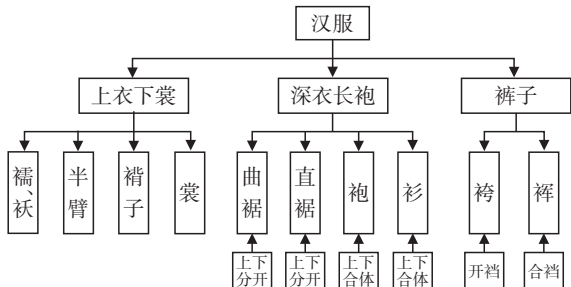 汉服
上衣下裳
深衣长袍
裤子
襦、袄
半臂
褙子
裳
曲裾
直裾
袍
衫
袴
裈
上下
分开
上下
分开
上下
合体
上下
合体
开裆
合裆